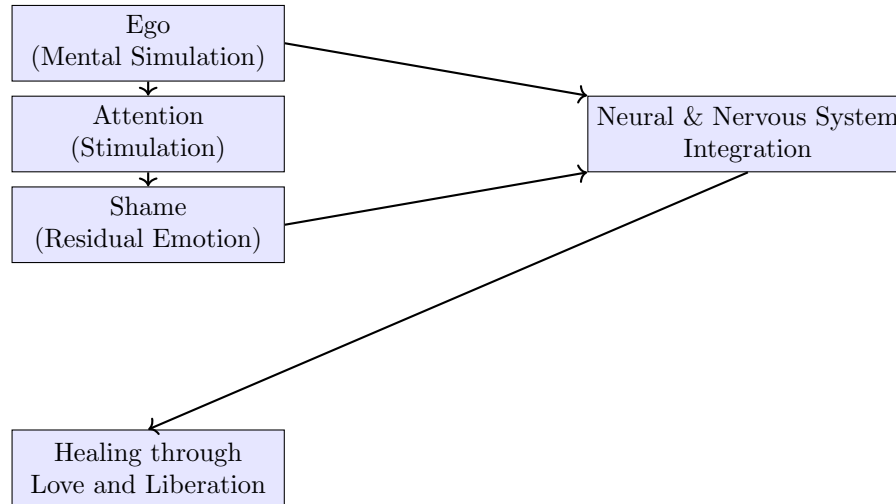 Ego
(Mental Simulation)
Attention
(Stimulation)
Shame
(Residual Emotion)
Neural & Nervous System
Integration
Healing through
Love and Liberation